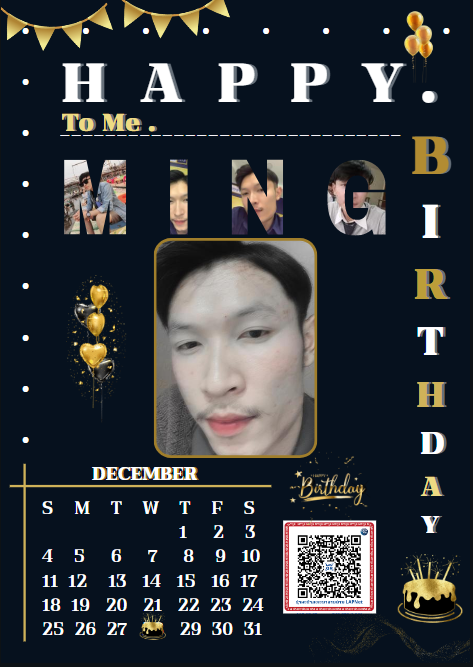 HAPPY.
To Me .
MING
BIRTHDAY
DECEMBER
S M T W T F S
1 2 3
4 5 6 7 8 9 10
11 12 13 14 15 16 17
18 19 20 21 22 23 24
25 26 27 29 30 31
Birthday